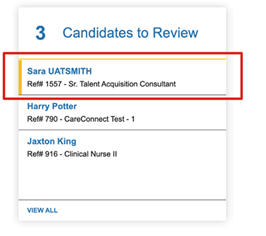 3 Candidates to Review
Sara UATSMITH
Ref# 1557 - Sr. Talent Acquisition Consultant
Harry Potter
Ref# 790 - CareConnect Test - 1
Jaxton King
Ref# 916 - Clinical Nurse II
VIEW ALL